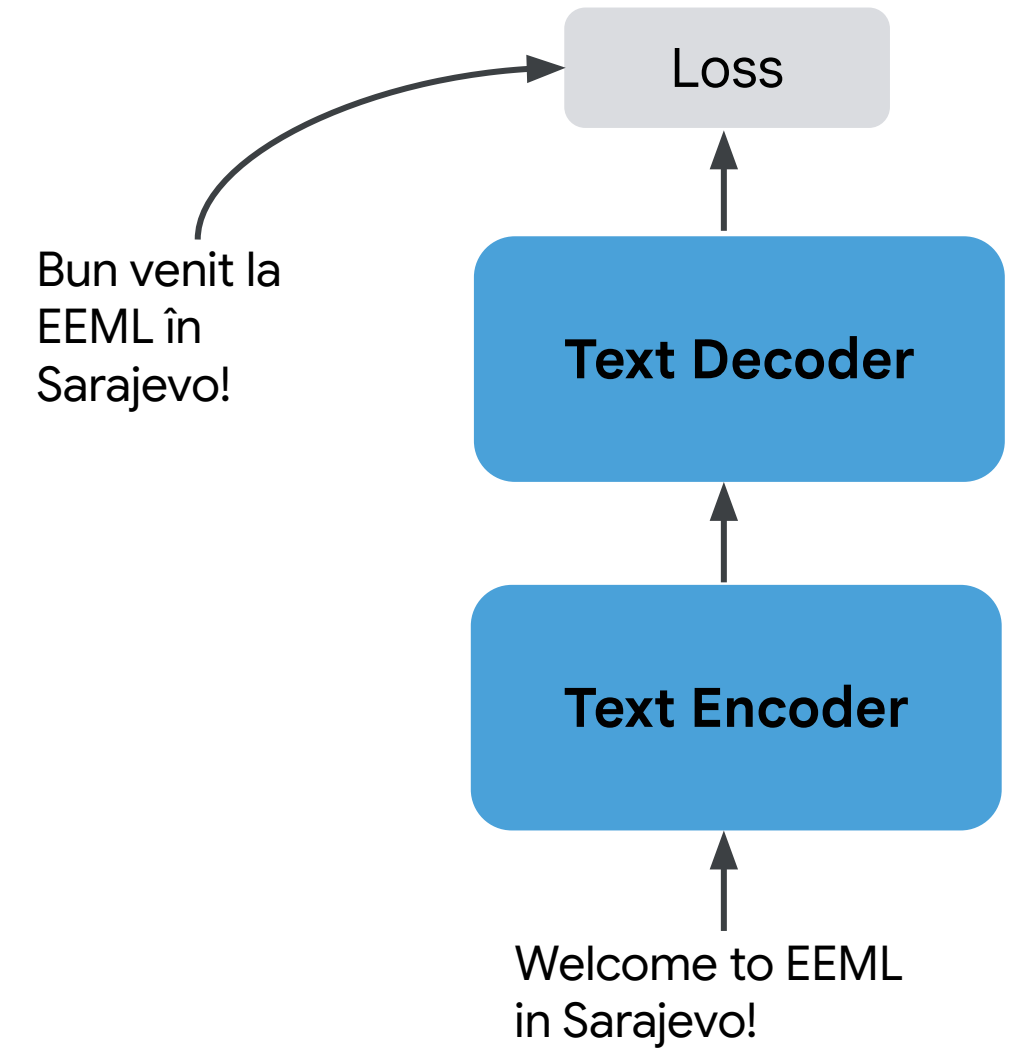 Loss
Bun venit la
EEML în
Sarajevo!
Text Decoder
Text Encoder
Welcome to EEML
in Sarajevo!